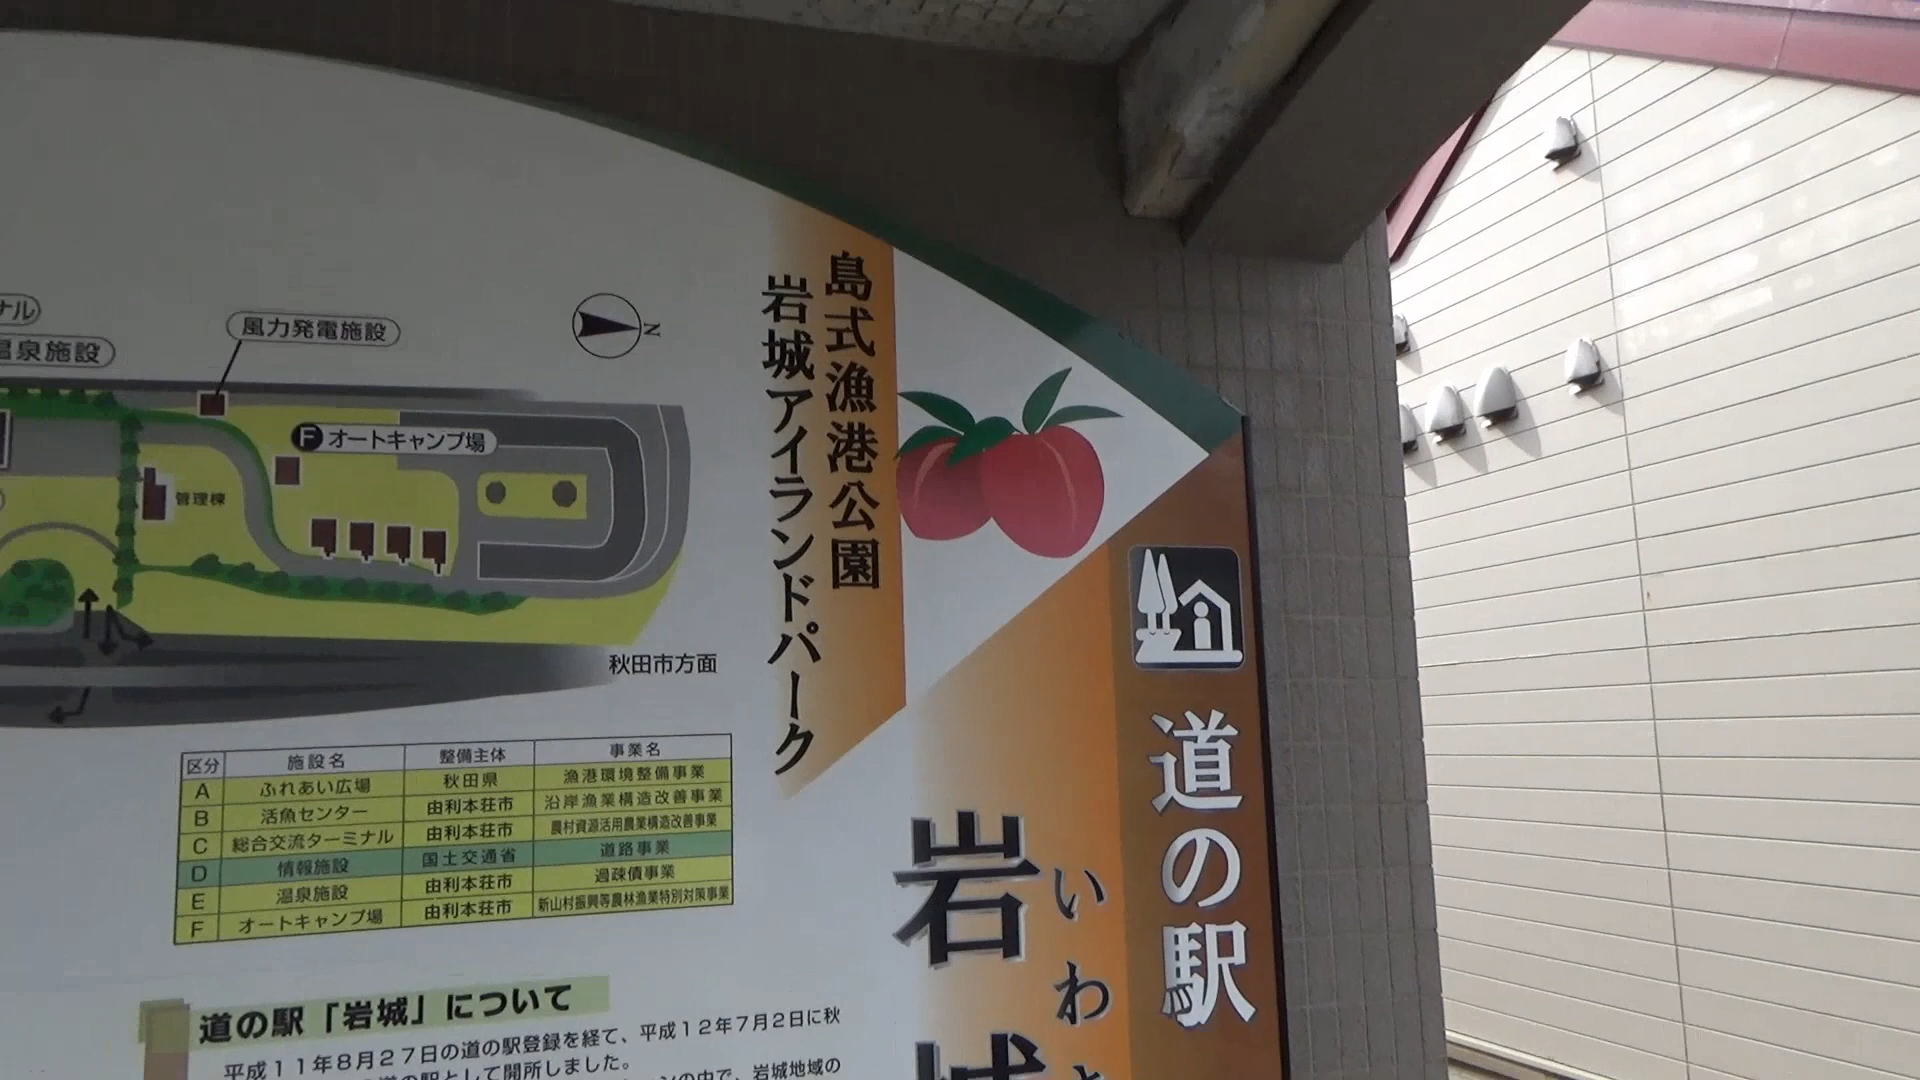 ナル
温泉施設
風力発電施設
N
F オートキャンプ場
管理棟
秋田市方面
島式漁港公園
岩城アイランドパーク
道の駅
いわ
岩城
区分 施設名 整備主体 事業名
A ふれあい広場 秋田県 漁港環境整備事業
B 活魚センター 由利本荘市 沿岸漁業構造改善事業
C 総合交流ターミナル 由利本荘市 農村資源活用農業構造改善事業
D 情報施設 国土交通省 道路事業
E 温泉施設 由利本荘市 過疎債事業
F オートキャンプ場 由利本荘市 新山村振興等農林漁業特別対策事業
道の駅「岩城」について
平成11年8月27日の道の駅登録を経て、平成12年7月2日に秋
道の駅として開所しました。
の中で、岩城地域の